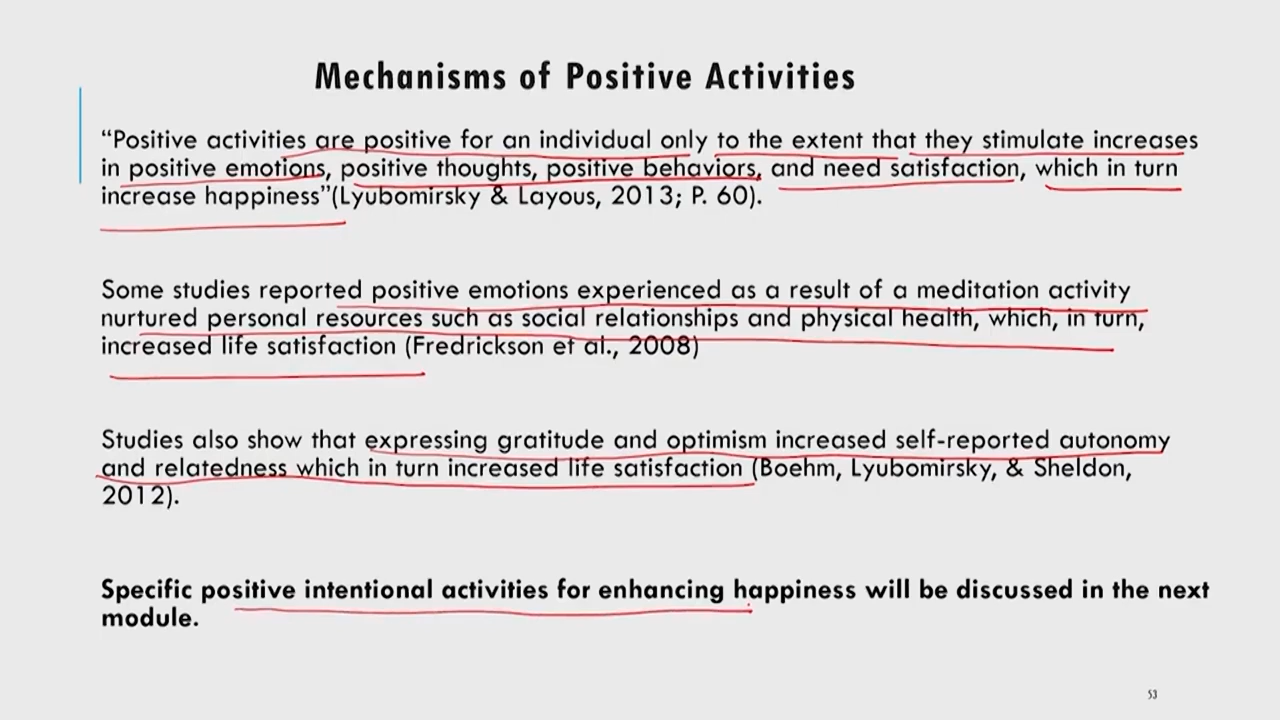 Mechanisms of Positive Activities
“Positive activities are positive for an individual only to the extent that they stimulate increases
in positive emotions, positive thoughts, positive behaviors, and need satisfaction, which in turn
increase happiness”(Lyubomirsky & Layous, 2013; P. 60).
Some studies reported positive emotions experienced as a result of a meditation activity
nurtured personal resources such as social relationships and physical health, which, in turn,
increased life satisfaction (Fredrickson et al., 2008)
Studies also show that expressing gratitude and optimism increased self-reported autonomy
and relatedness which in turn increased life satisfaction (Boehm, Lyubomirsky, & Sheldon,
2012).
Specific positive intentional activities for enhancing happiness will be discussed in the next
module.
53